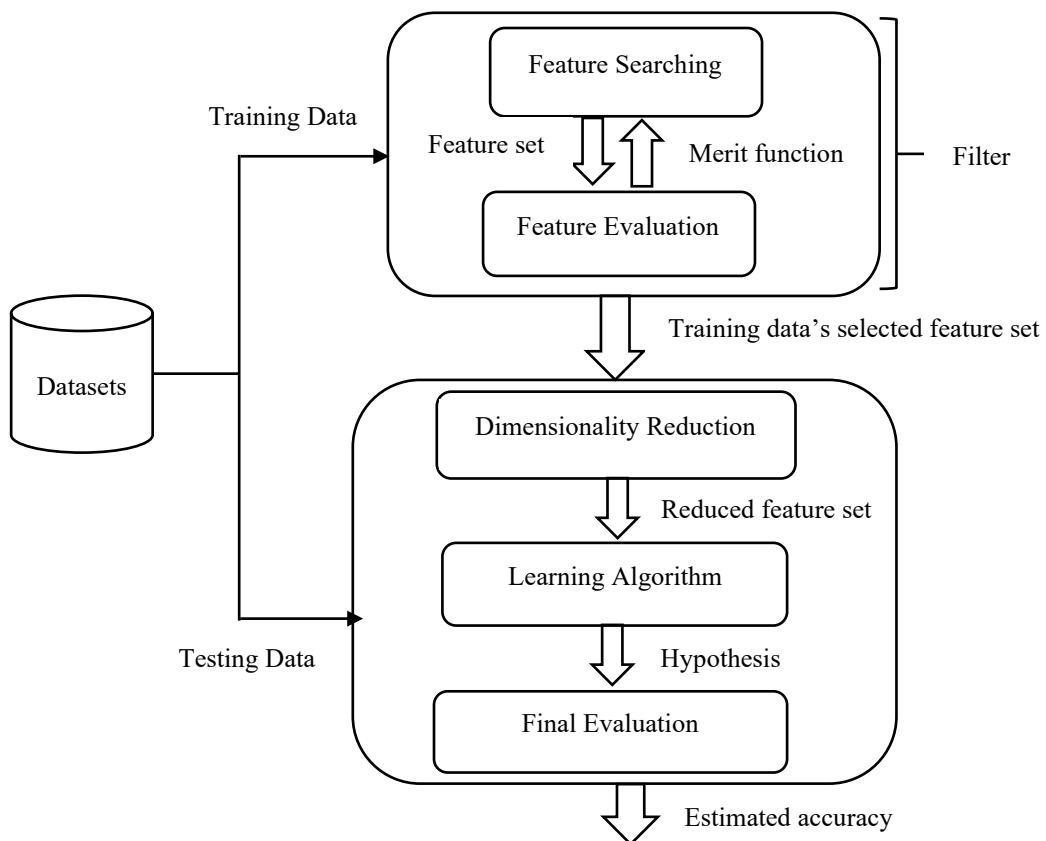 Feature Searching
Training Data
Feature set
Merit function
Filter
Feature Evaluation
Training data’s selected feature set
Datasets
Dimensionality Reduction
Reduced feature set
Learning Algorithm
Testing Data
Hypothesis
Final Evaluation
Estimated accuracy